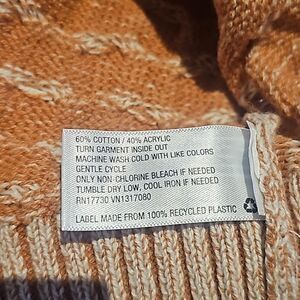 60% COTTON / 40% ACRYLIC
TURN GARMENT INSIDE OUT
MACHINE WASH COLD WITH LIKE COLORS
GENTLE CYCLE
ONLY NON-CHLORINE BLEACH IF NEEDED
TUMBLE DRY LOW, COOL IRON IF NEEDED
RN17730 VN1317080
LABEL MADE FROM 100% RECYCLED PLASTIC